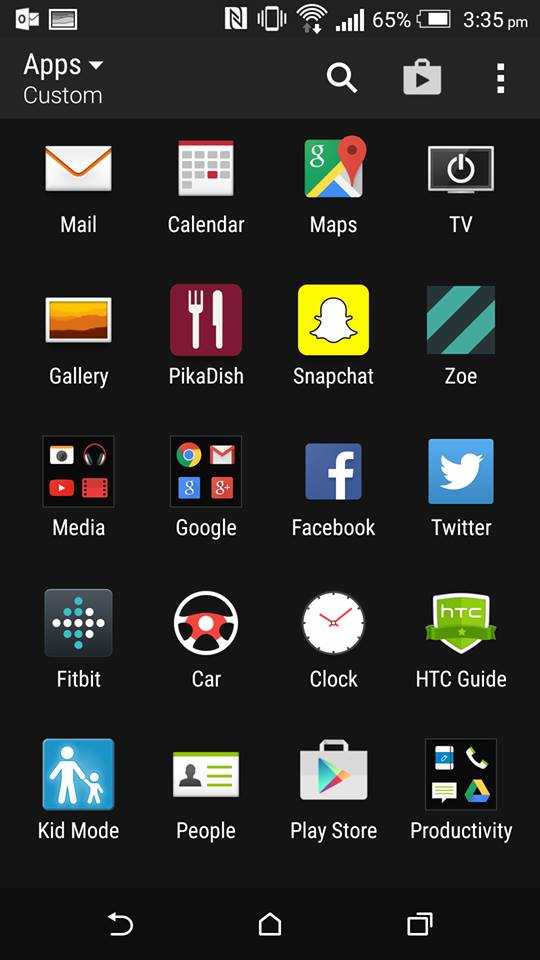 65% 3:35 pm
Apps
Custom
Mail Calendar Maps TV
Gallery PikaDish Snapchat Zoe
Media Google Facebook Twitter
hTC
Fitbit Car Clock HTC Guide
Kid Mode People Play Store Productivity